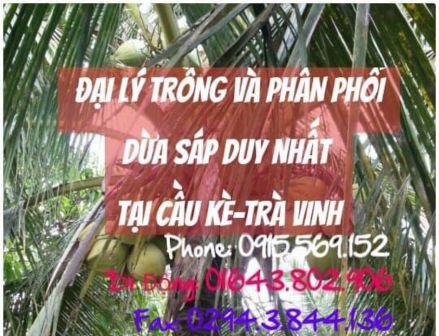 ĐẠI LÝ TRỒNG VÀ PHÂN PHỐI
DỪA SÁP DUY NHẤT
TẠI CẦU KÈ-TRÀ VINH
Phone: 0915.569.152
Di Động: 01643.802.906
Fax: 0294.3.844.136